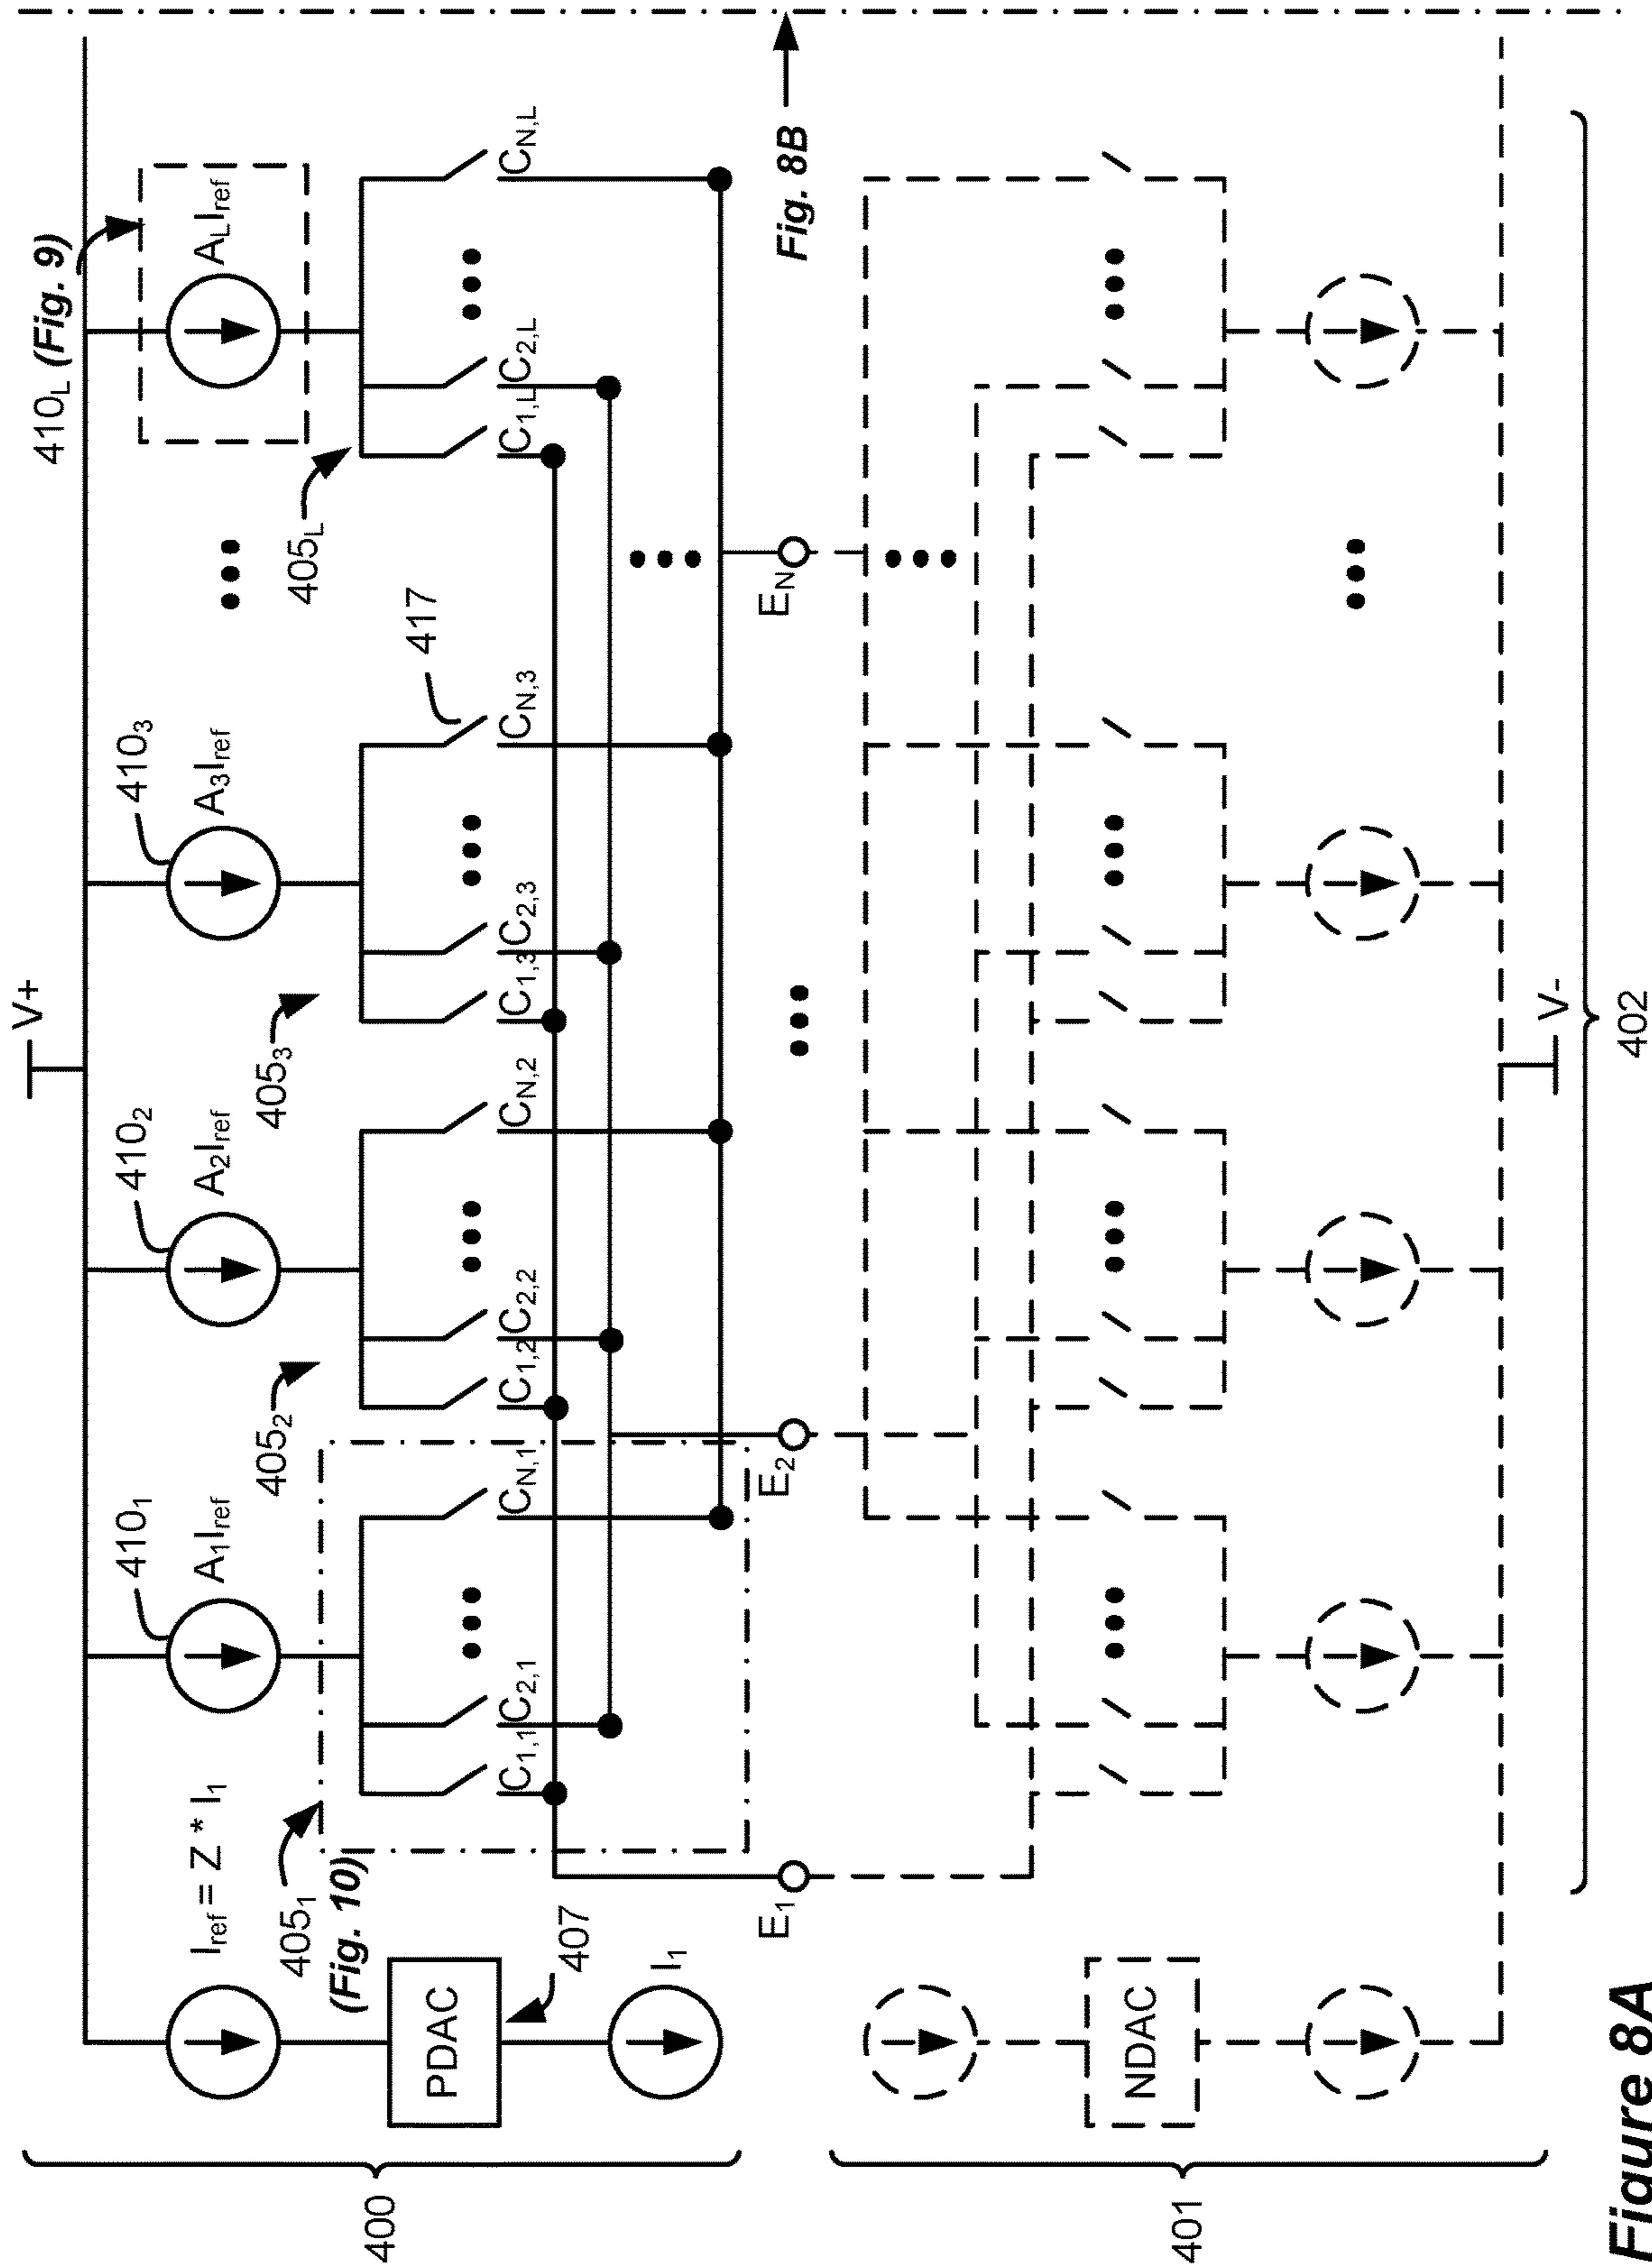 V+
I_ref = Z * I_1
410_1
A_1I_ref
410_2
A_2I_ref
410_3
A_3I_ref
410_L (Fig. 9)
A_LI_ref
405_1
(Fig. 10)
405_2
405_3
405_L
417
400
PDAC
407
I_1
C_1,1
C_2,1
C_N,1
C_1,2
C_2,2
C_N,2
C_1,3
C_2,3
C_N,3
C_1,L
C_2,L
C_N,L
E_1
E_2
E_N
Fig. 8B
401
NDAC
V-
402
Figure 8A